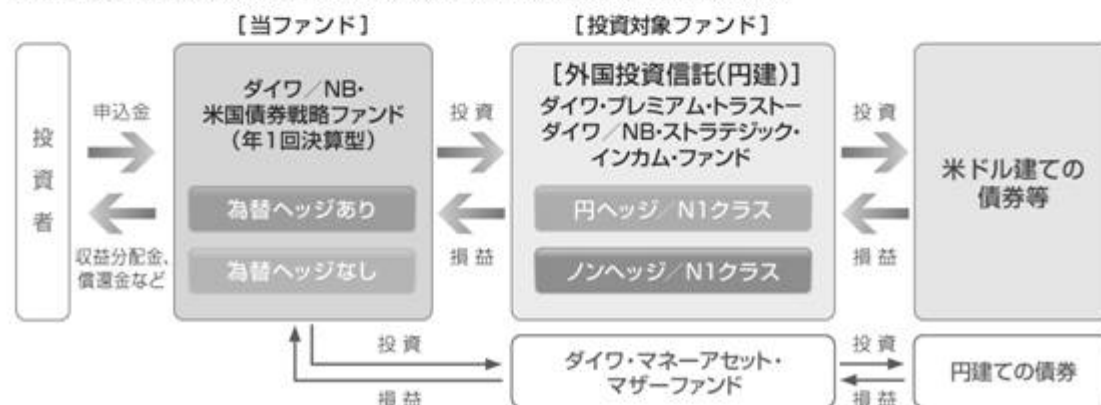 [当ファンド]
[投資対象ファンド]
投資者
申込金
収益分配金、
償還金など
ダイワ／NB・
米国債券戦略ファンド
(年1回決算型)
為替ヘッジあり
為替ヘッジなし
投資
損益
[外国投資信託(円建)]
ダイワ・プレミアム・トラストー
ダイワ／NB・ストラテジック・
インカム・ファンド
円ヘッジ／N1クラス
ノンヘッジ／N1クラス
投資
損益
米ドル建ての
債券等
投資
損益
ダイワ・マネーアセット・
マザーファンド
投資
損益
円建ての債券